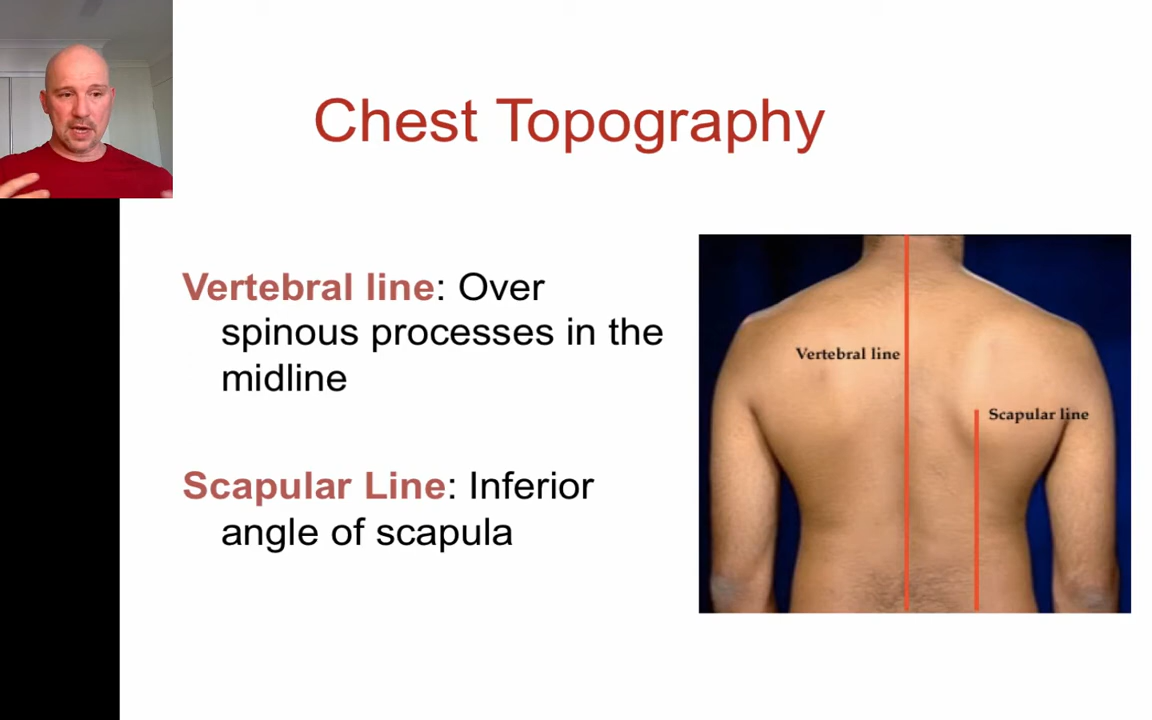 Chest Topography
Vertebral line: Over
spinous processes in the
midline
Scapular Line: Inferior
angle of scapula
Vertebral line
Scapular line